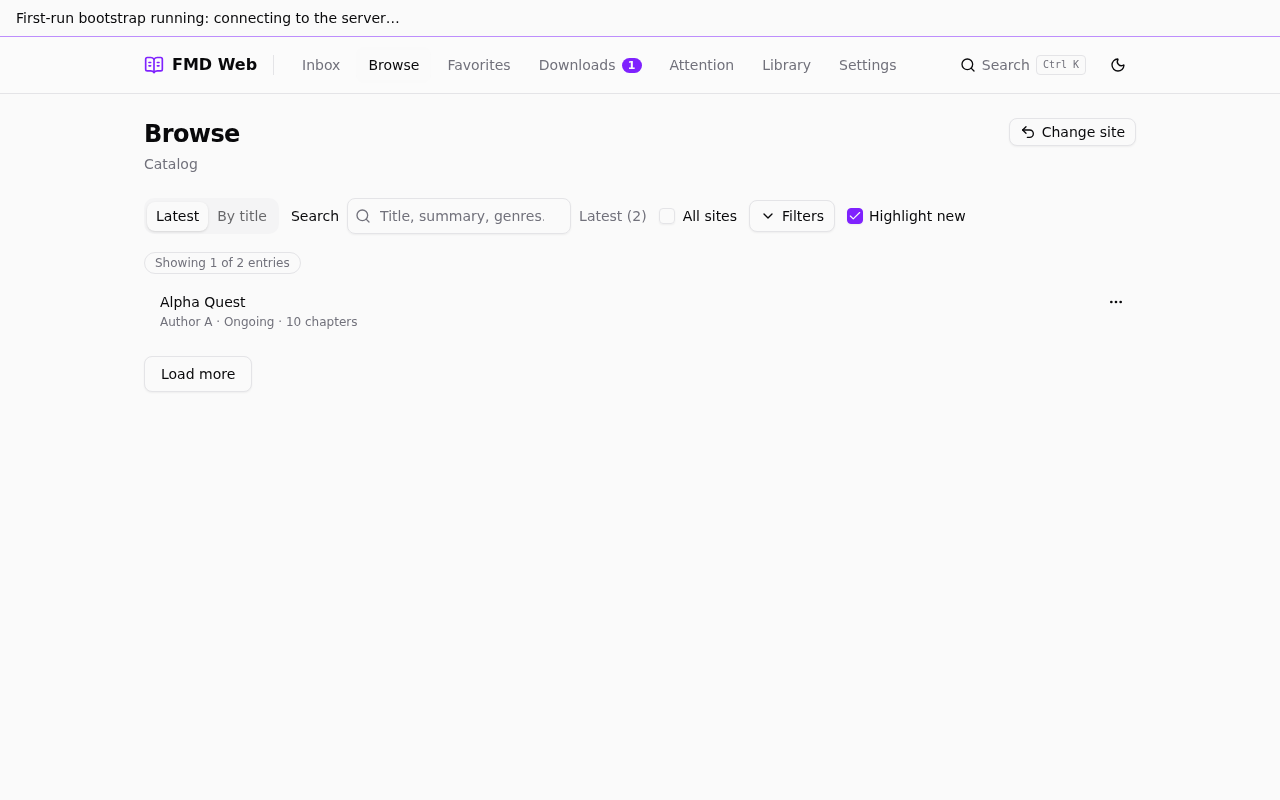 First-run bootstrap running: connecting to the server…
FMD Web
Inbox
Browse
Favorites
Downloads 1
Attention
Library
Settings
Search Ctrl K
Browse
Change site
Catalog
Latest
By title
Search
Title, summary, genres.
Latest (2)
All sites
Filters
Highlight new
Showing 1 of 2 entries
Alpha Quest
Author A · Ongoing · 10 chapters
Load more